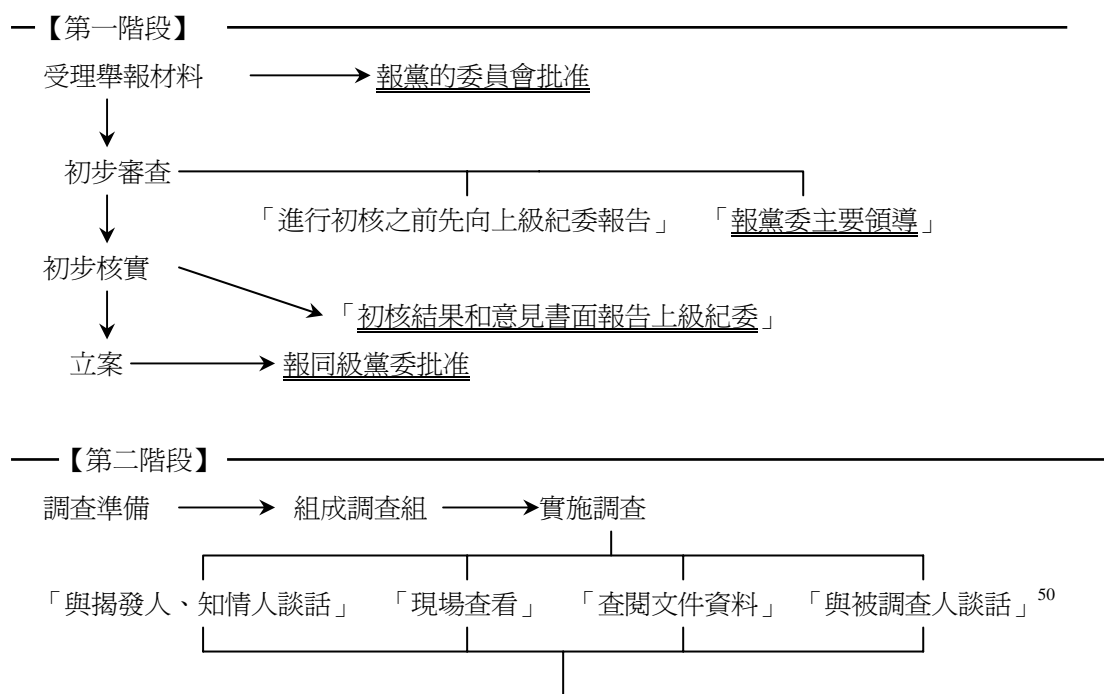 【第一階段】
受理舉報材料 報黨的委員會批准
初步審查
「進行初核之前先向上級紀委報告」 「報黨委主要領導」
初步核實
「初核結果和意見書面報告上級紀委」
立案 報同級黨委批准
【第二階段】
調查準備 組成調查組 實施調查
「與揭發人、知情人談話」 「現場查看」 「查閱文件資料」 「與被調查人談話」50